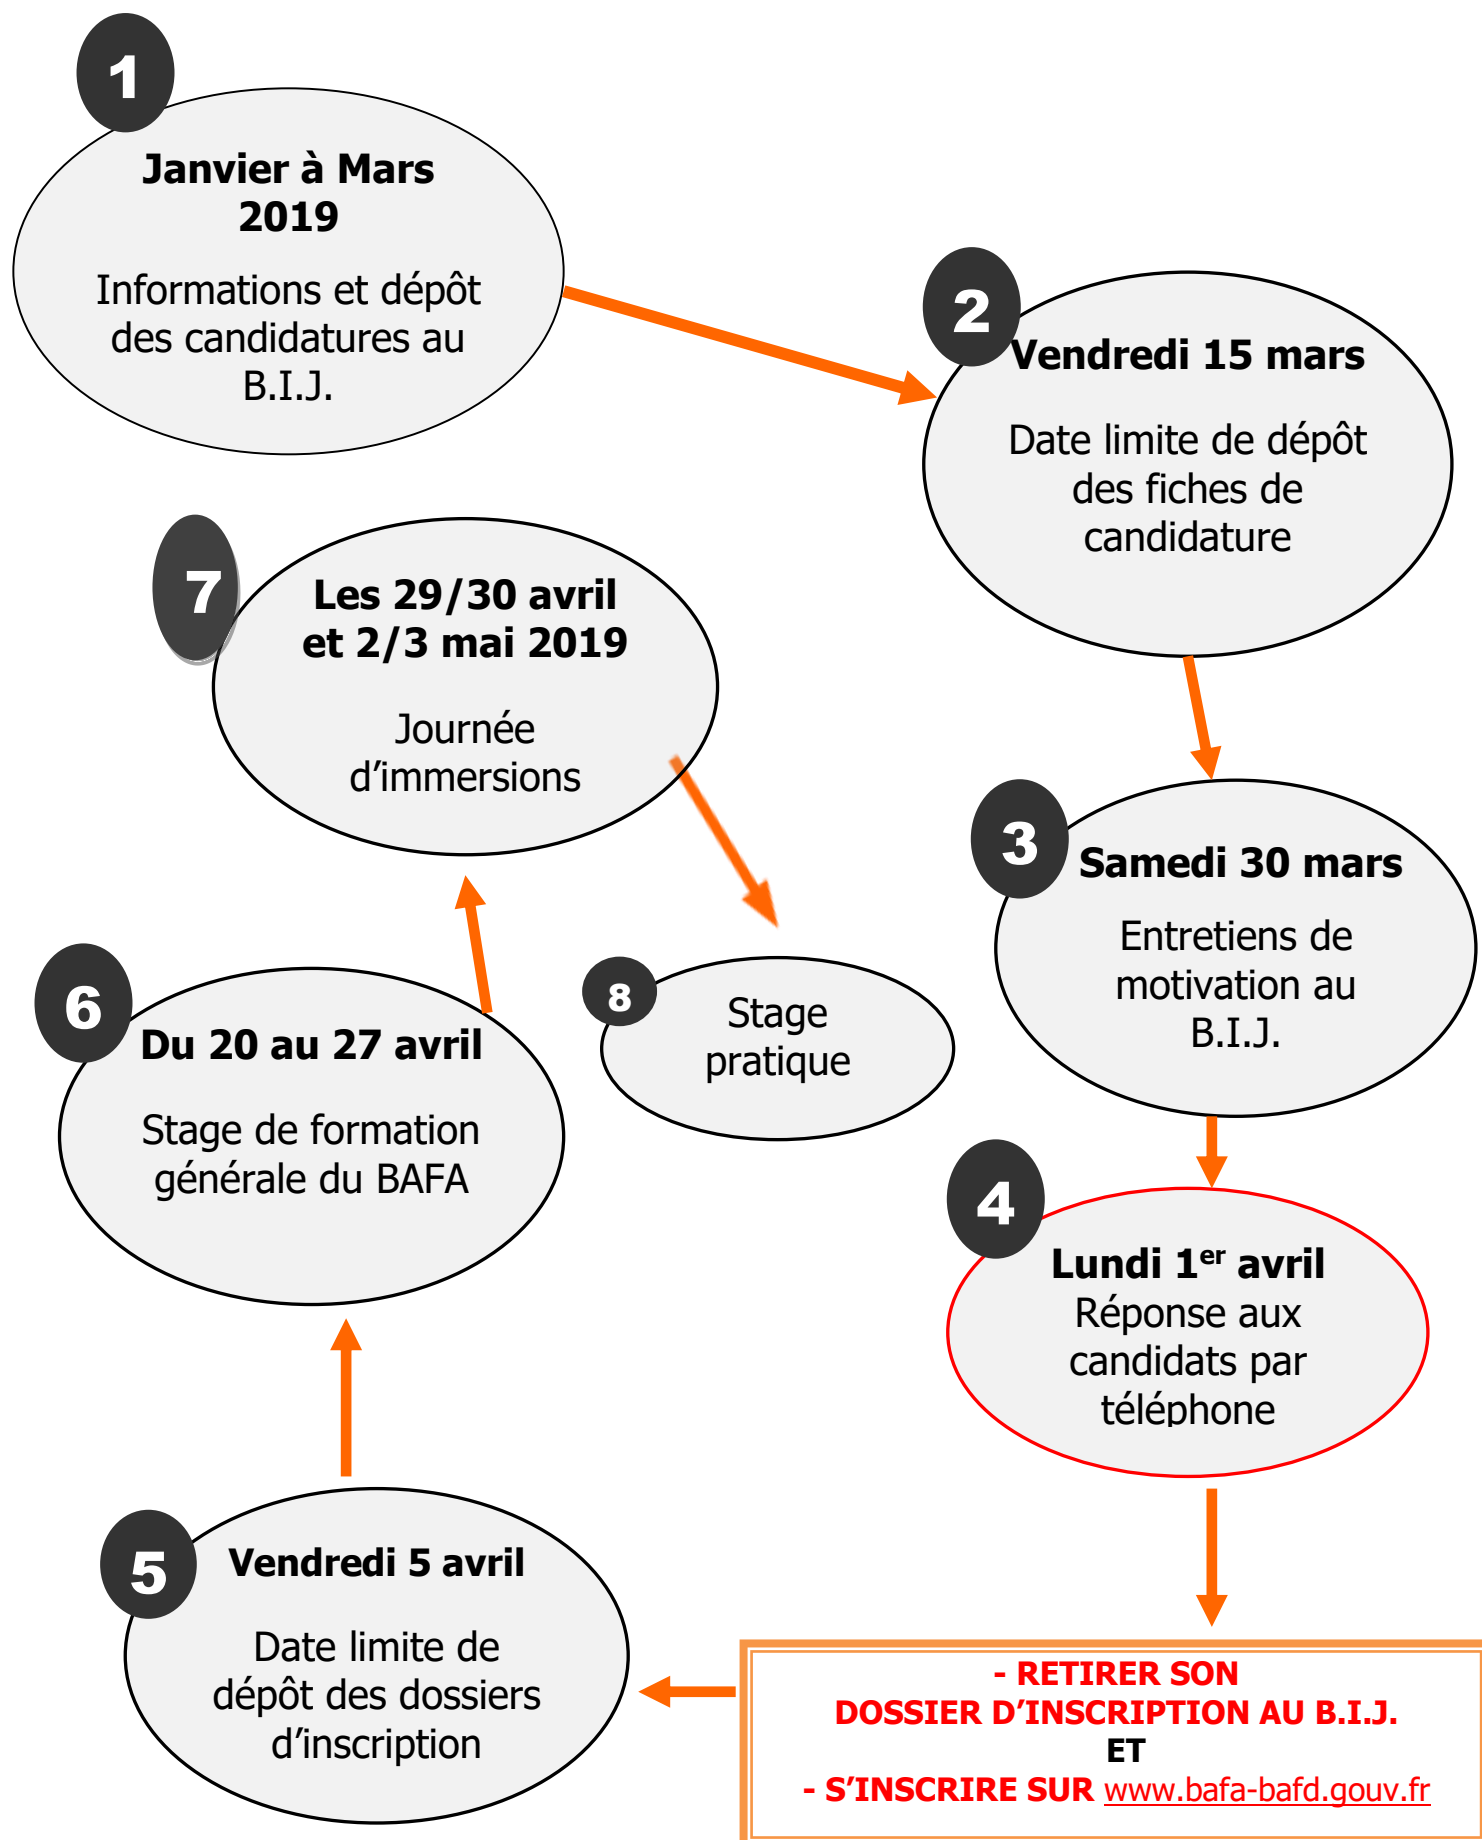 1
Janvier à Mars
2019
Informations et dépôt
des candidatures au
B.I.J.
2
Vendredi 15 mars
Date limite de dépôt
des fiches de
candidature
3
Samedi 30 mars
Entretiens de
motivation au
B.I.J.
4
Lundi 1er avril
Réponse aux
candidats par
téléphone
- RETIRER SON
DOSSIER D’INSCRIPTION AU B.I.J.
ET
- S’INSCRIRE SUR www.bafa-bafd.gouv.fr
5
Vendredi 5 avril
Date limite de
dépôt des dossiers
d’inscription
6
Du 20 au 27 avril
Stage de formation
générale du BAFA
7
Les 29/30 avril
et 2/3 mai 2019
Journée
d’immersions
8
Stage
pratique